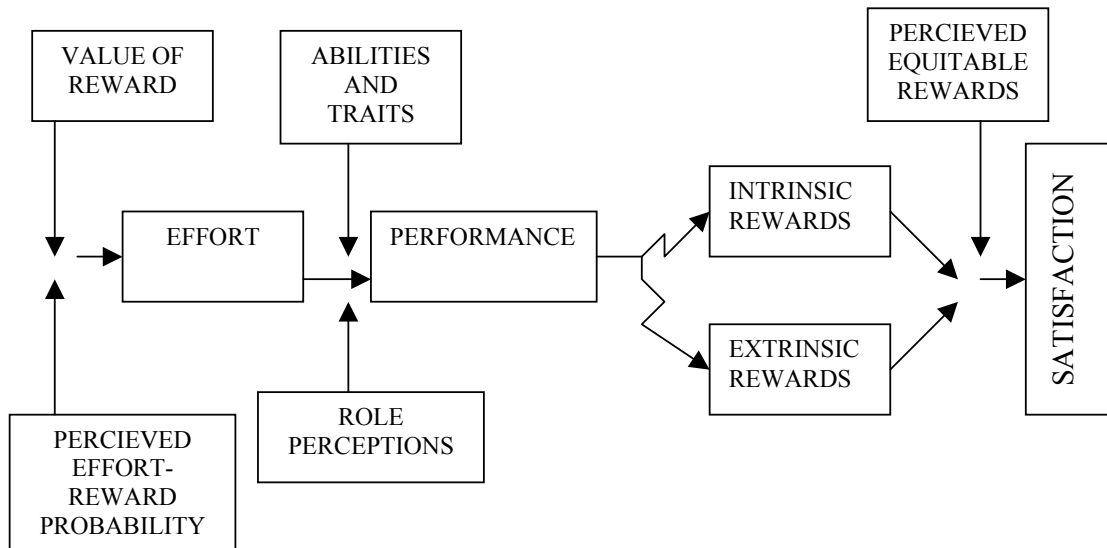 VALUE OF
REWARD
ABILITIES
AND
TRAITS
PERCIEVED
EQUITABLE
REWARDS
EFFORT
PERFORMANCE
INTRINSIC
REWARDS
EXTRINSIC
REWARDS
SATISFACTION
PERCIEVED
EFFORT-
REWARD
PROBABILITY
ROLE
PERCEPTIONS